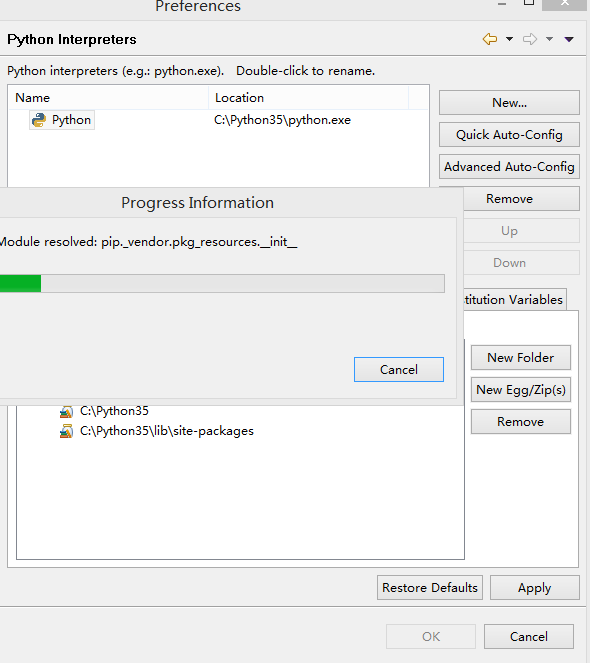 Preferences
Python Interpreters
Python interpreters (e.g.: python.exe). Double-click to rename.
Name Location
Python C:\Python35\python.exe
New...
Quick Auto-Config
Advanced Auto-Config
Remove
Up
Down
Progress Information
Module resolved: pip._vendor.pkg_resources.__init__
Cancel
stitution Variables
New Folder
New Egg/Zip(s)
Remove
C:\Python35
C:\Python35\lib\site-packages
Restore Defaults Apply
OK Cancel